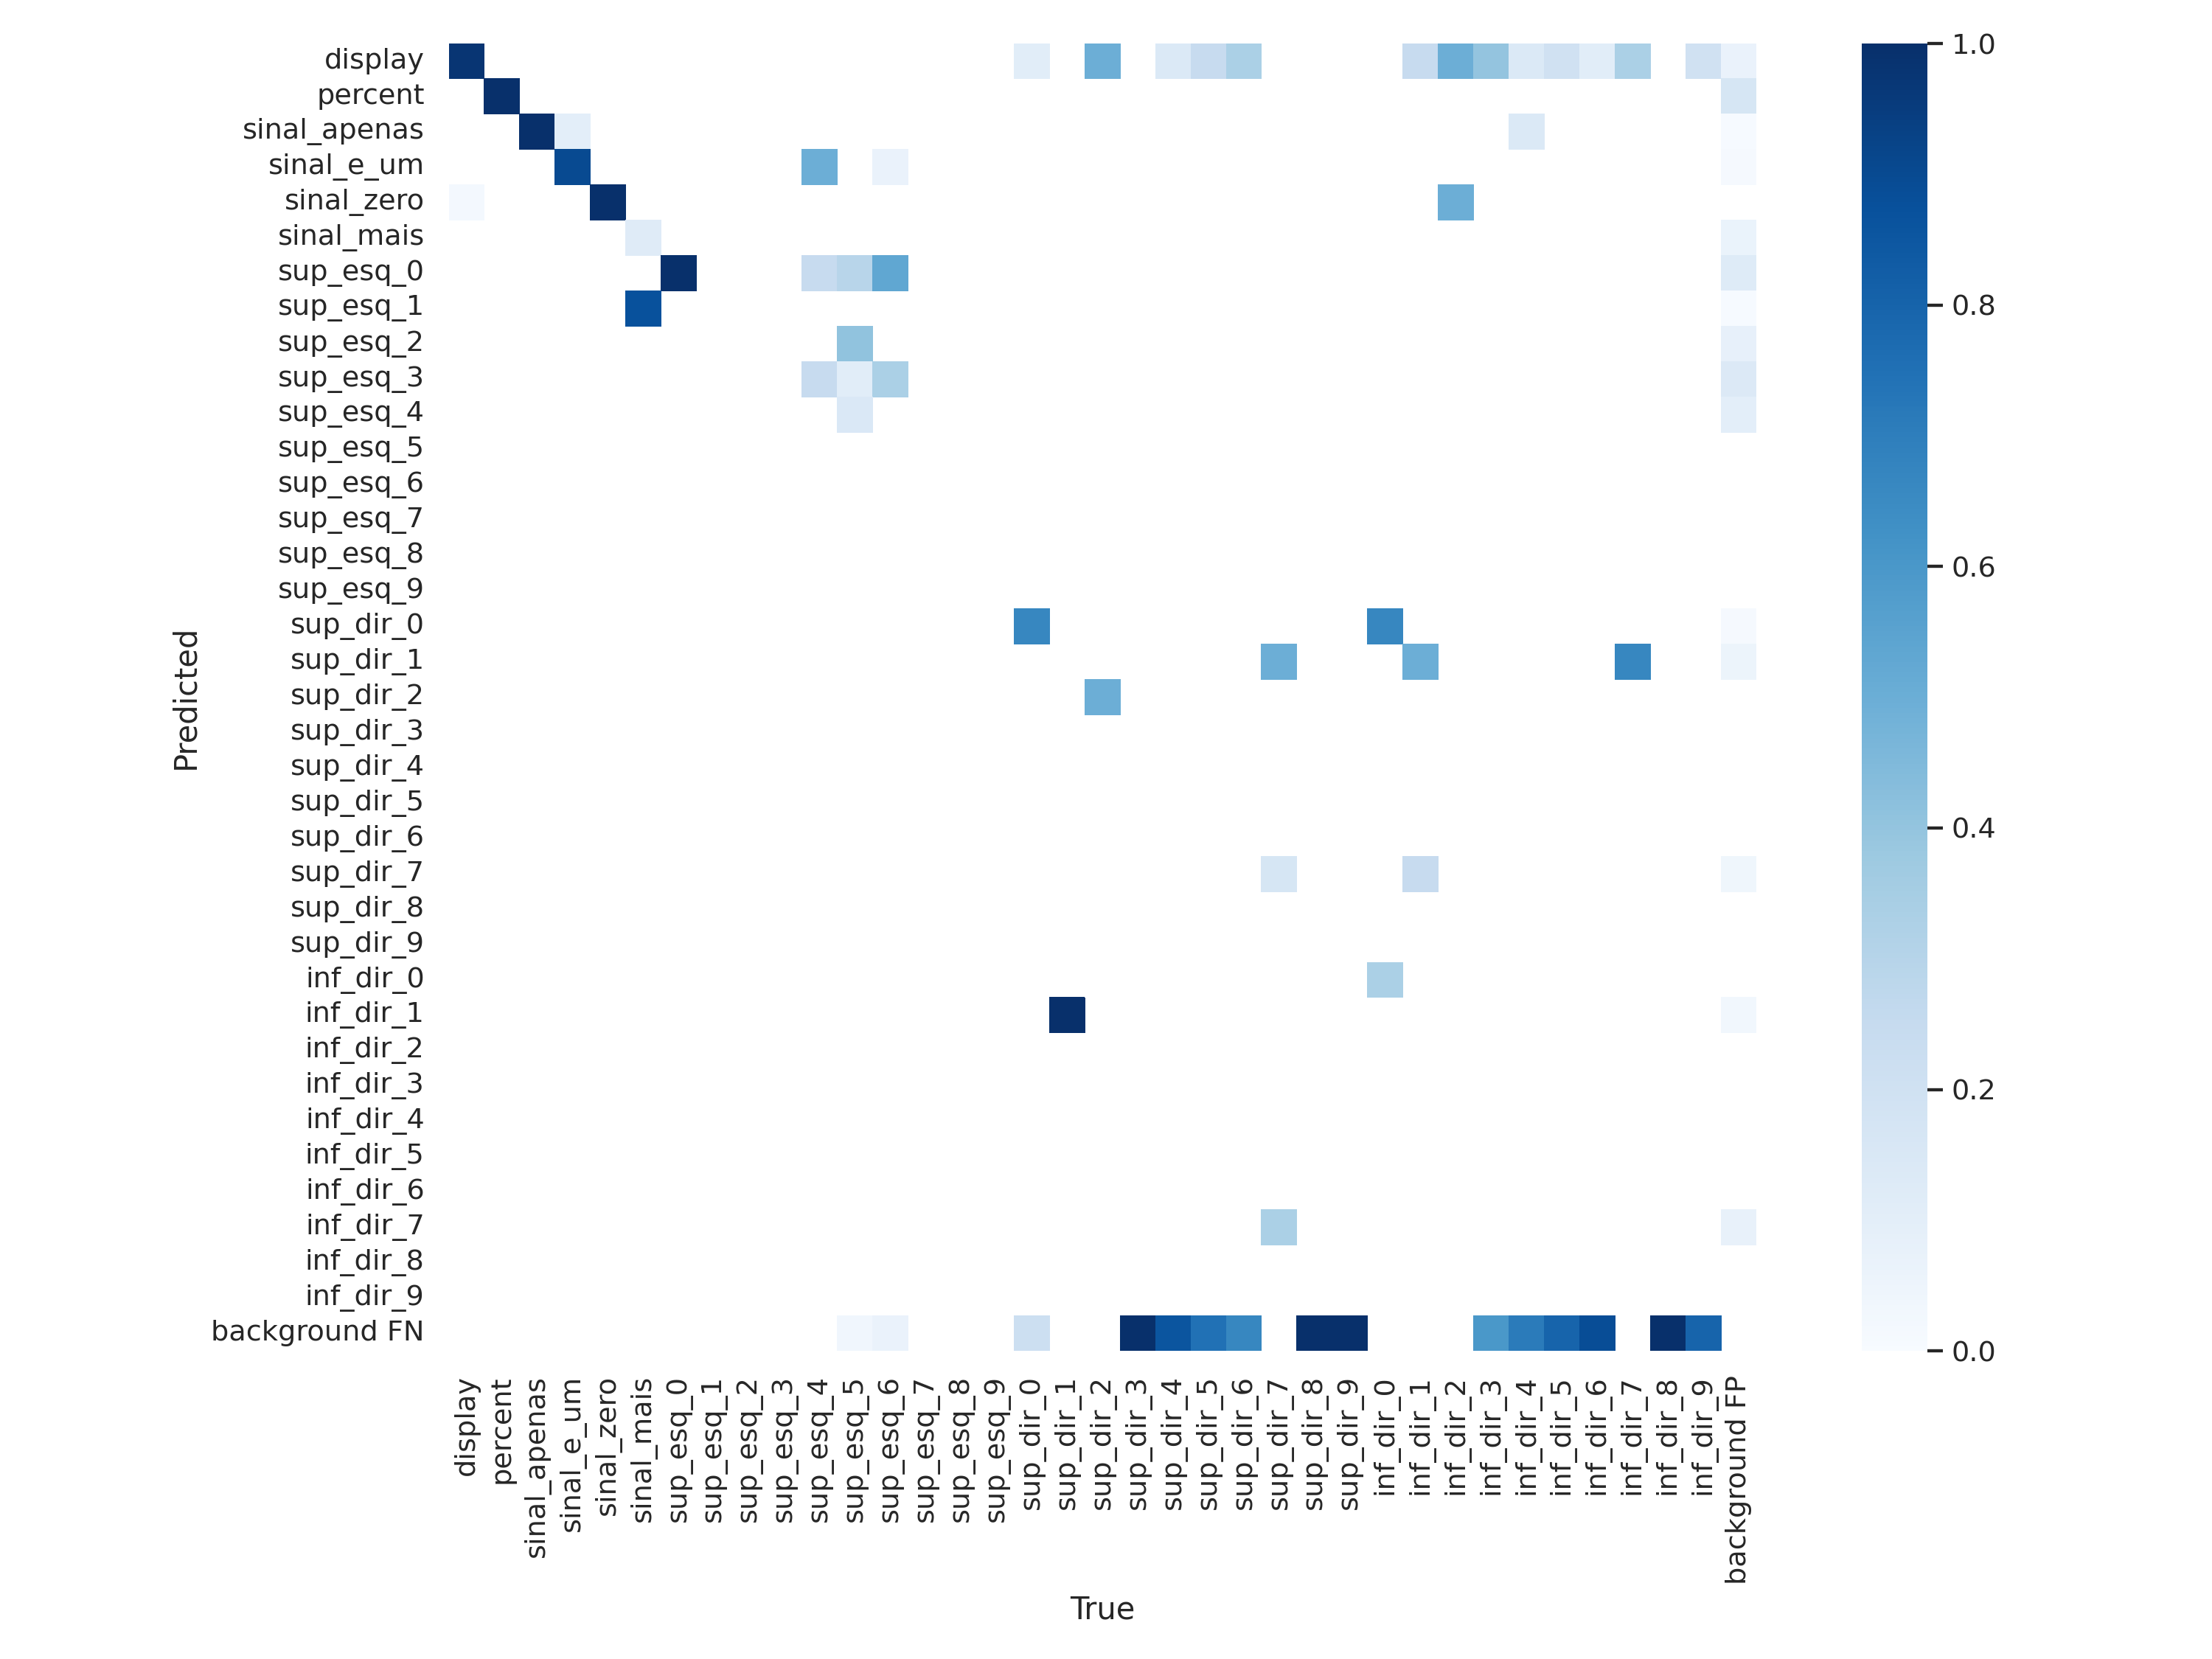 display
percent
sinal_apenas
sinal_e_um
sinal_zero
sinal_mais
sup_esq_0
sup_esq_1
sup_esq_2
sup_esq_3
sup_esq_4
sup_esq_5
sup_esq_6
sup_esq_7
sup_esq_8
sup_esq_9
sup_dir_0
sup_dir_1
sup_dir_2
sup_dir_3
sup_dir_4
sup_dir_5
sup_dir_6
sup_dir_7
sup_dir_8
sup_dir_9
inf_dir_0
inf_dir_1
inf_dir_2
inf_dir_3
inf_dir_4
inf_dir_5
inf_dir_6
inf_dir_7
inf_dir_8
inf_dir_9
background FN
Predicted
display
percent
sinal_apenas
sinal_e_um
sinal_zero
sinal_mais
sup_esq_0
sup_esq_1
sup_esq_2
sup_esq_3
sup_esq_4
sup_esq_5
sup_esq_6
sup_esq_7
sup_esq_8
sup_esq_9
sup_dir_0
sup_dir_1
sup_dir_2
sup_dir_3
sup_dir_4
sup_dir_5
sup_dir_6
sup_dir_7
sup_dir_8
sup_dir_9
inf_dir_0
inf_dir_1
inf_dir_2
inf_dir_3
inf_dir_4
inf_dir_5
inf_dir_6
inf_dir_7
inf_dir_8
inf_dir_9
background FP
True
1.0
0.8
0.6
0.4
0.2
0.0